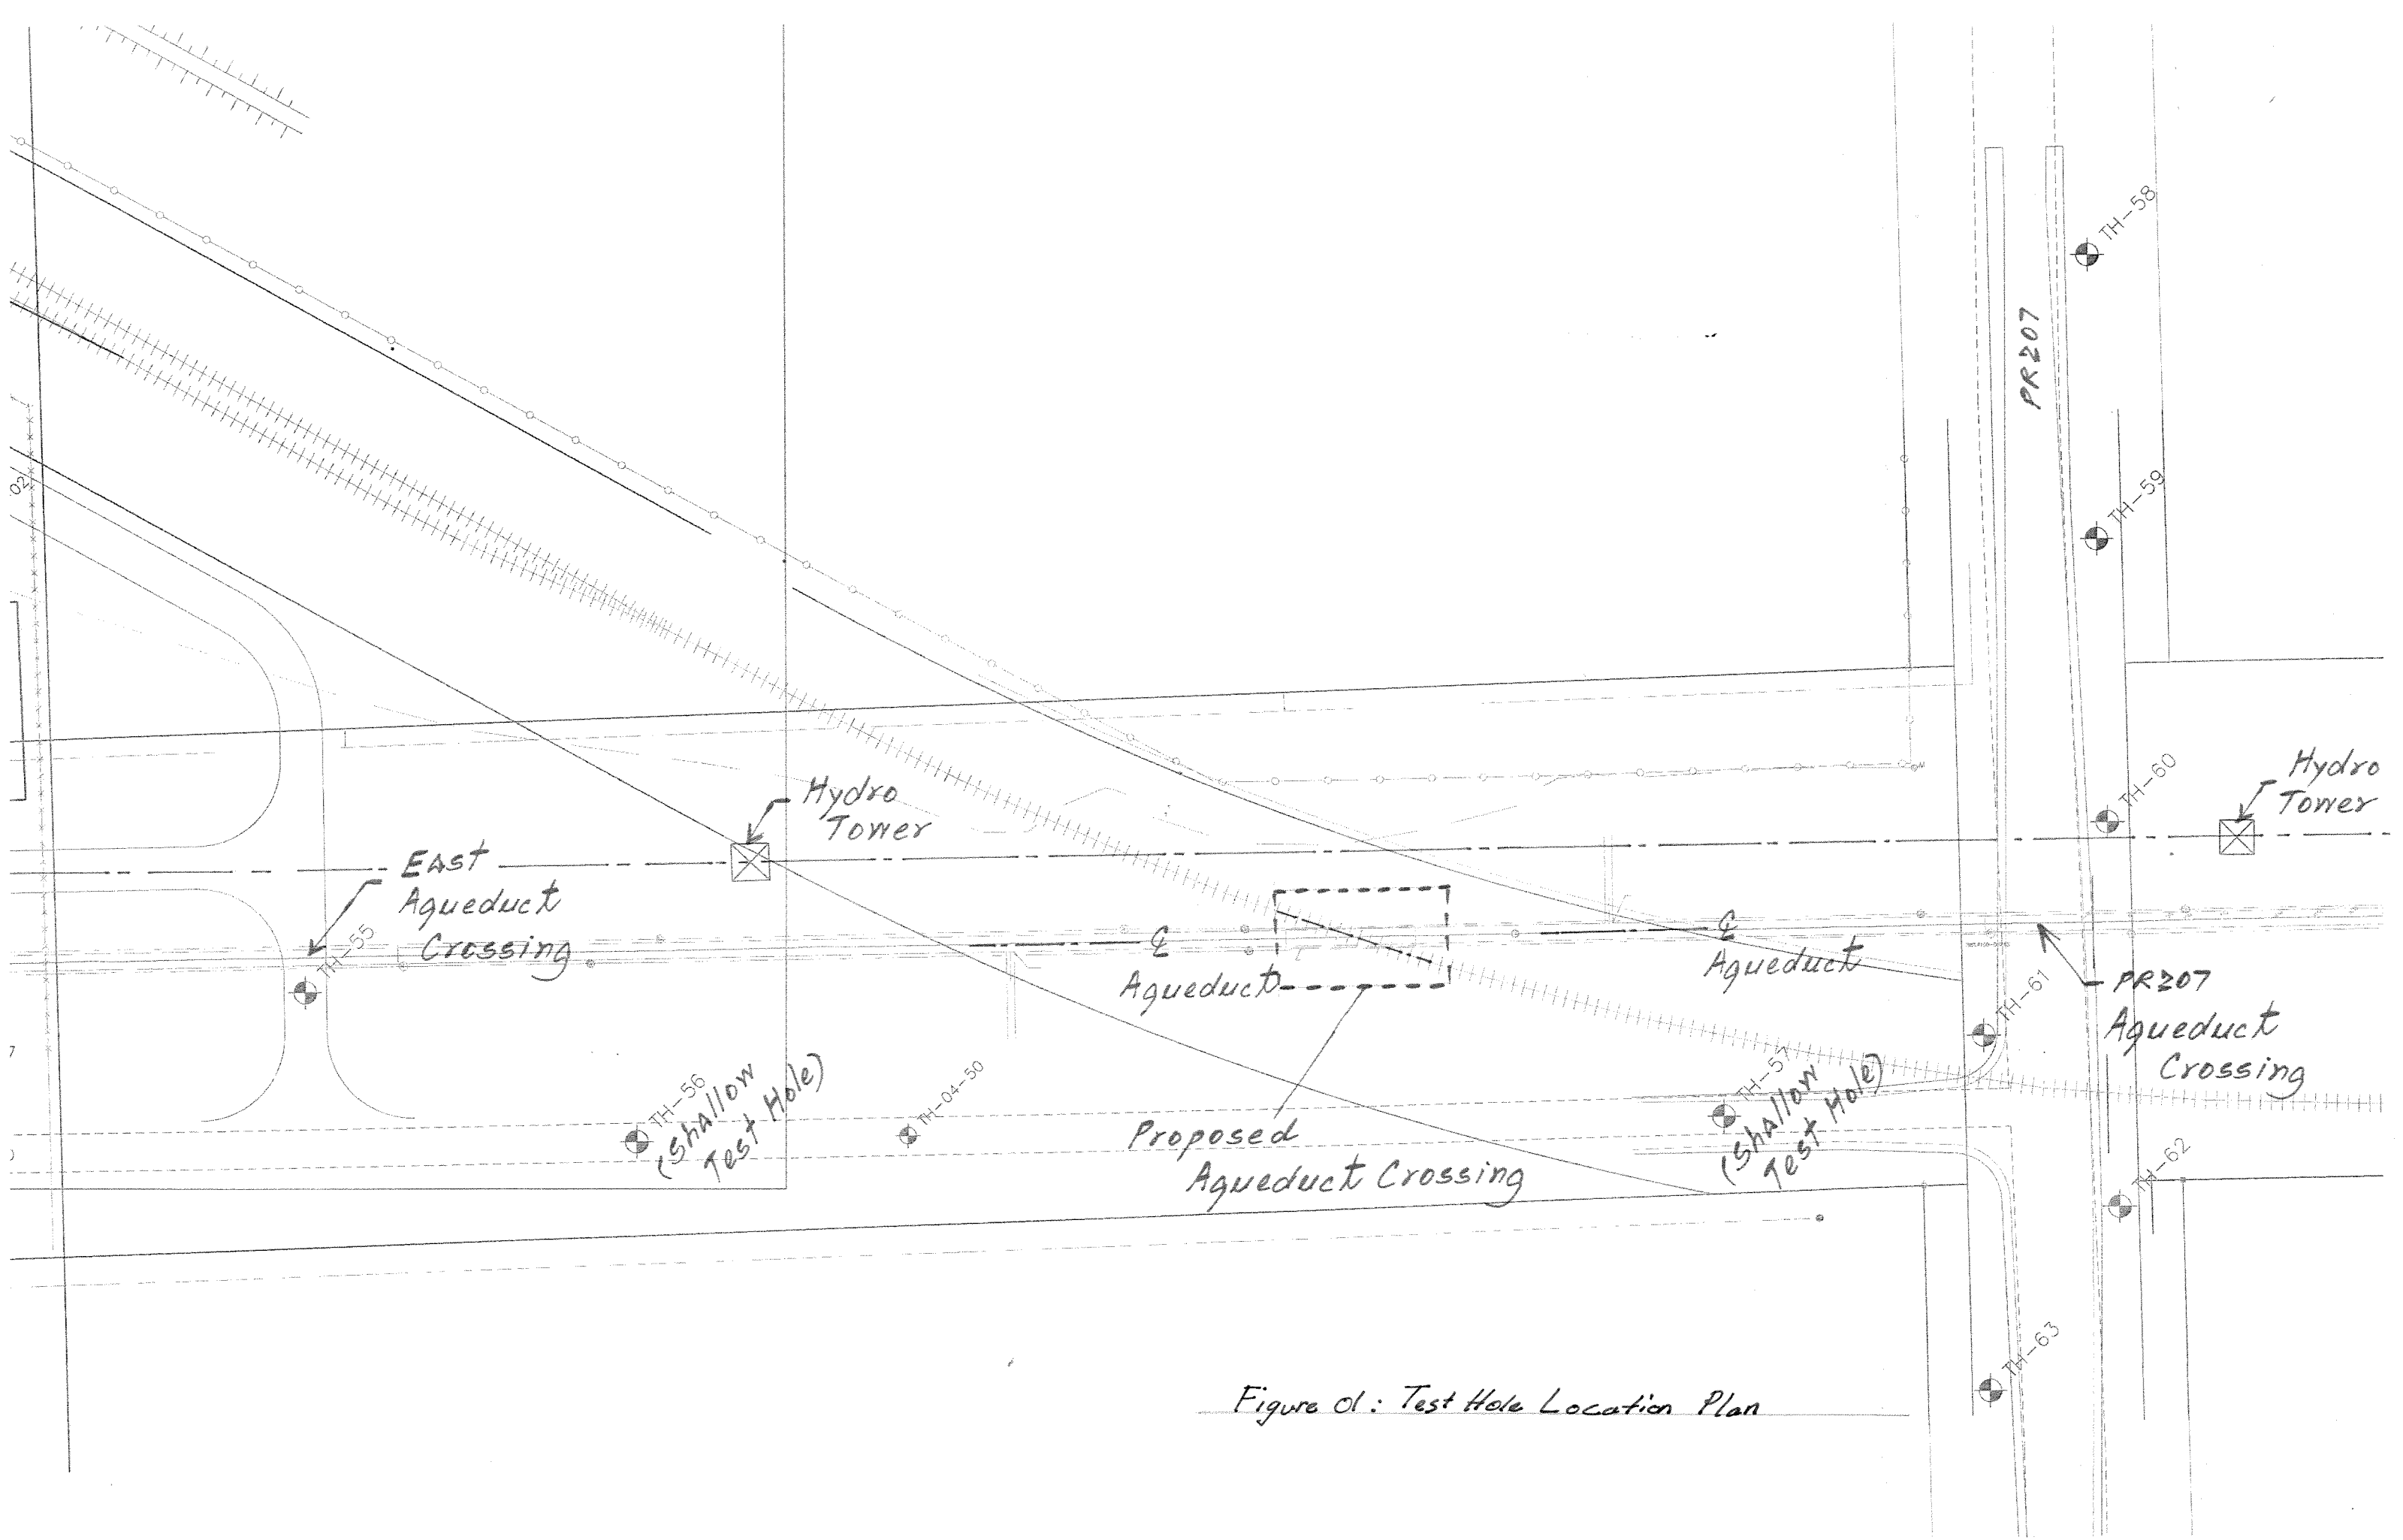 TH-58
PR207
TH-59
TH-60
Hydro
Tower
Hydro
Tower
EAST
Aqueduct
Crossing
TH-55
℄
Aqueduct
℄
Aqueduct
TH-61
PR207
Aqueduct
Crossing
TH-56
(Shallow
Test Hole)
TH-04-50
TH-57
(Shallow
Test Hole)
Proposed
Aqueduct Crossing
TH-62
TH-63
Figure 01: Test Hole Location Plan